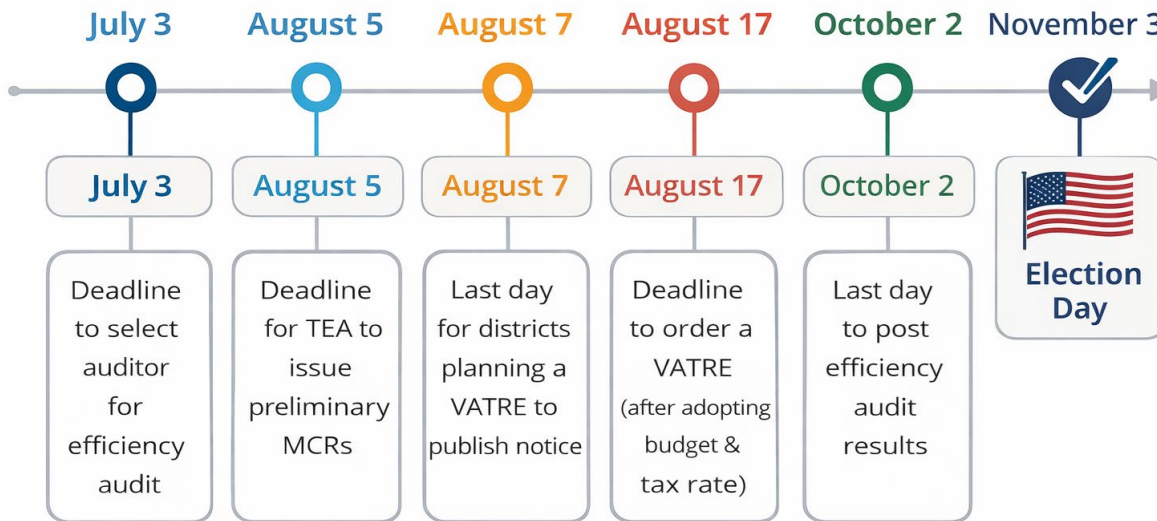 July 3
August 5
August 7
August 17
October 2
November 3
July 3
August 5
August 7
August 17
October 2
Election
Day
Deadline
to select
auditor
for
efficiency
audit
Deadline
for TEA to
issue
preliminary
MCRs
Last day
for districts
planning a
VATRE to
publish notice
Deadline
to order a
VATRE
(after adopting
budget &
tax rate)
Last day
to post
efficiency
audit
results